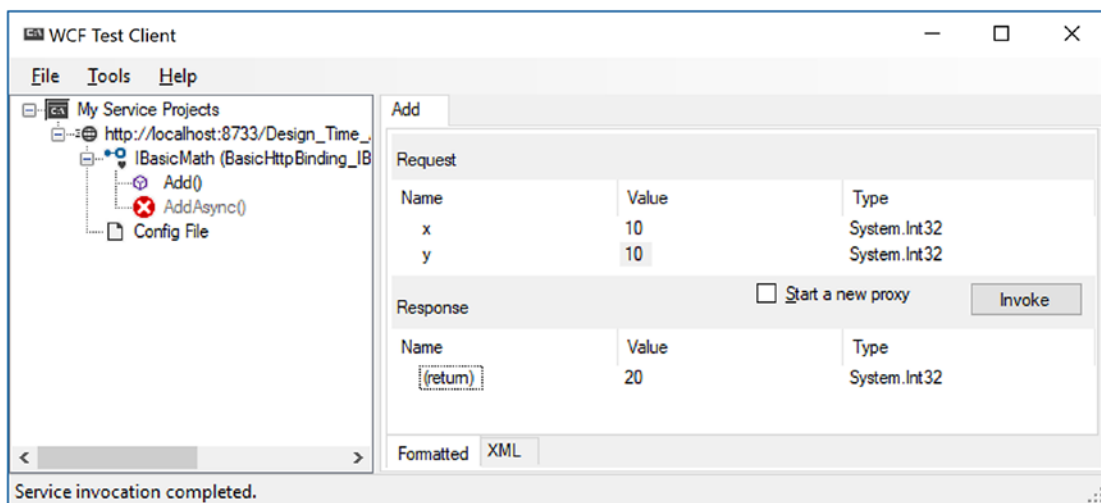 WCF Test Client
File Tools Help
My Service Projects
http://localhost:8733/Design_Time_
IBasicMath (BasicHttpBinding_IB
Add()
AddAsync()
Config File
Add
Request
Name Value Type
x 10 System.Int32
y 10 System.Int32
Response Start a new proxy Invoke
Name Value Type
(return) 20 System.Int32
Formatted XML
Service invocation completed.